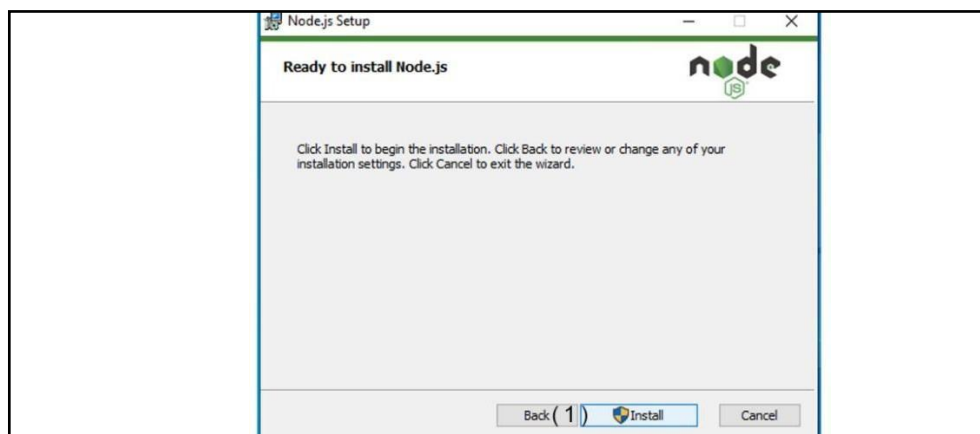 Node.js Setup
Ready to install Node.js
node
JS
Click Install to begin the installation. Click Back to review or change any of your
installation settings. Click Cancel to exit the wizard.
Back ( 1 ) Install Cancel